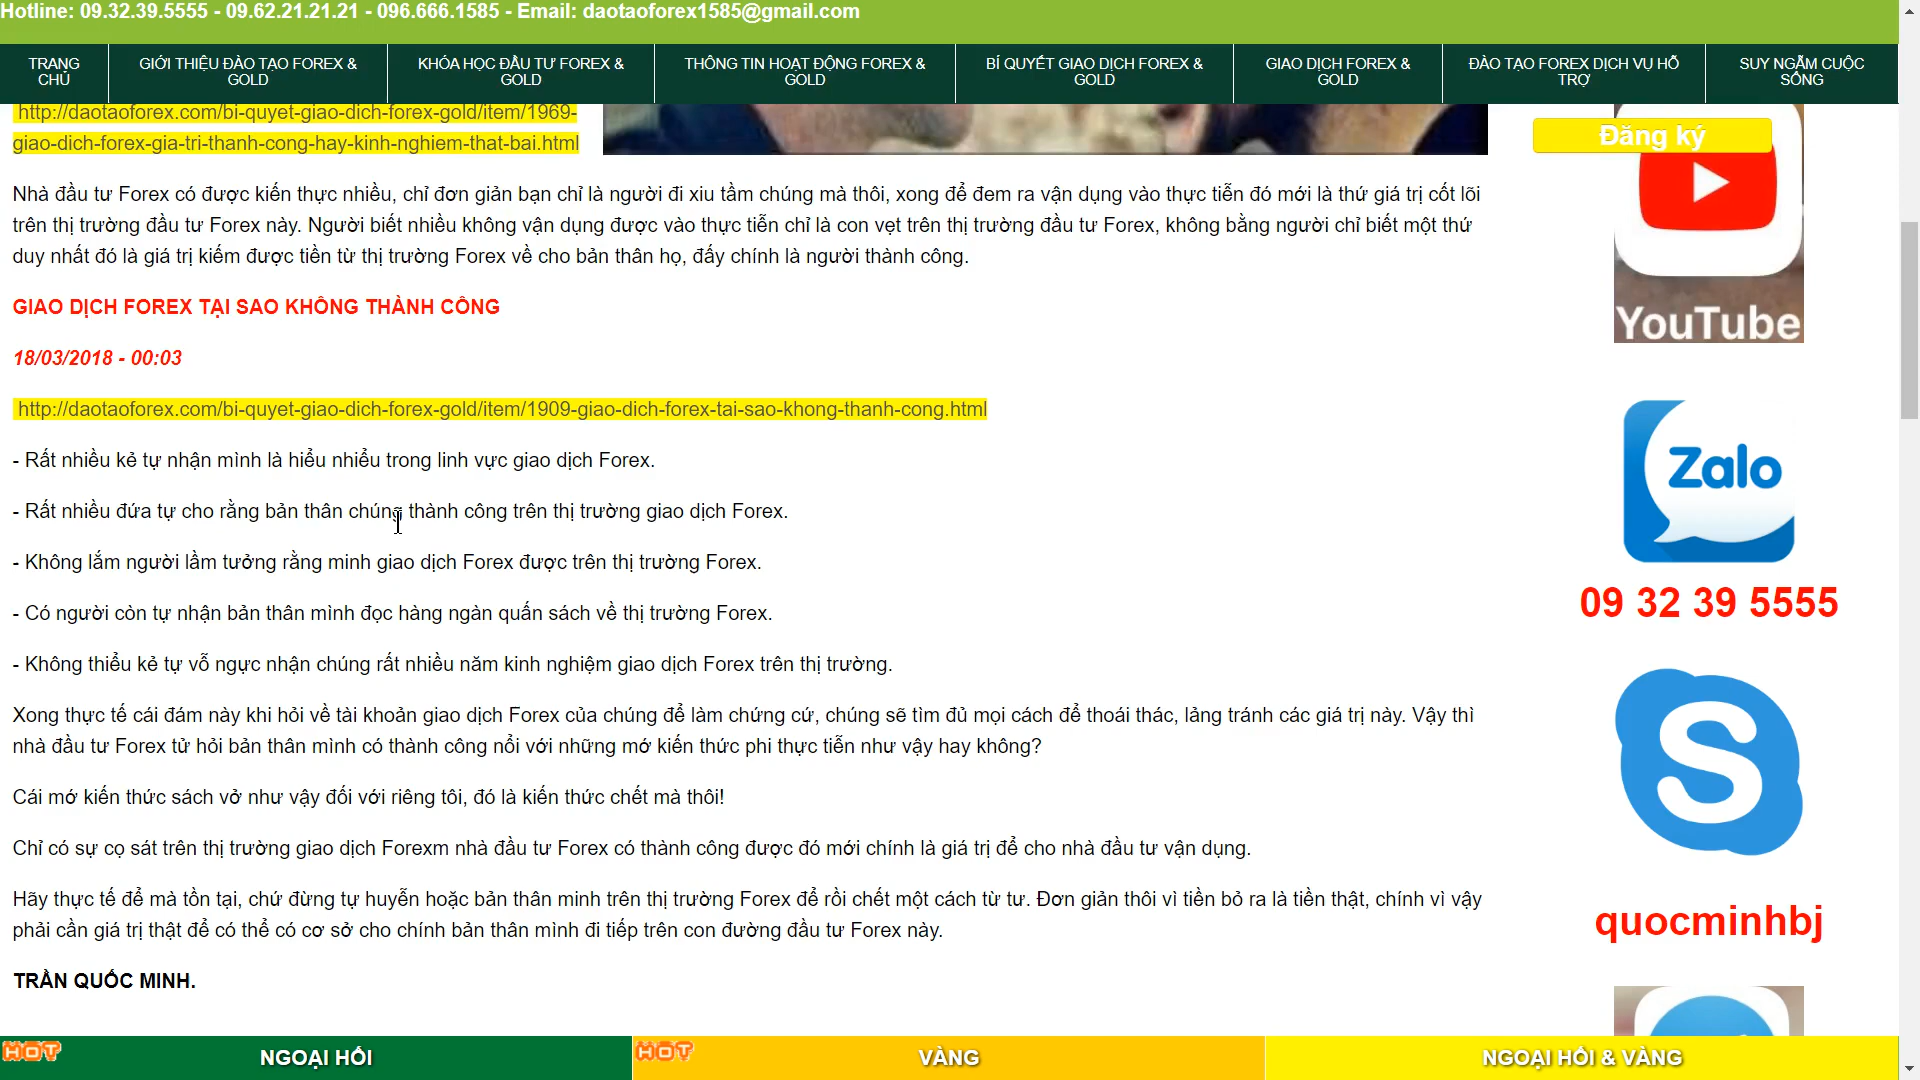 Hotline: 09.32.39.5555 - 09.62.21.21.21 - 096.666.1585 - Email: daotaoforex1585@gmail.com
TRANG CHỦ
GIỚI THIỆU ĐÀO TẠO FOREX & GOLD
KHÓA HỌC ĐẦU TƯ FOREX & GOLD
THÔNG TIN HOẠT ĐỘNG FOREX & GOLD
BÍ QUYẾT GIAO DỊCH FOREX & GOLD
GIAO DỊCH FOREX & GOLD
ĐÀO TẠO FOREX DỊCH VỤ HỖ TRỢ
SUY NGẪM CUỘC SỐNG
http://daotaoforex.com/bi-quyet-giao-dich-forex-gold/item/1969-
giao-dich-forex-gia-tri-thanh-cong-hay-kinh-nghiem-that-bai.html
Nhà đầu tư Forex có được kiến thực nhiều, chỉ đơn giản bạn chỉ là người đi xiu tầm chúng mà thôi, xong để đem ra vận dụng vào thực tiễn đó mới là thứ giá trị cốt lõi
trên thị trường đầu tư Forex này. Người biết nhiều không vận dụng được vào thực tiễn chỉ là con vẹt trên thị trường đầu tư Forex, không bằng người chỉ biết một thứ
duy nhất đó là giá trị kiếm được tiền từ thị trường Forex về cho bản thân họ, đấy chính là người thành công.
GIAO DỊCH FOREX TẠI SAO KHÔNG THÀNH CÔNG
18/03/2018 - 00:03
http://daotaoforex.com/bi-quyet-giao-dich-forex-gold/item/1909-giao-dich-forex-tai-sao-khong-thanh-cong.html
- Rất nhiều kẻ tự nhận mình là hiểu nhiểu trong linh vực giao dịch Forex.
- Rất nhiều đứa tự cho rằng bản thân chúng thành công trên thị trường giao dịch Forex.
- Không lắm người lầm tưởng rằng minh giao dịch Forex được trên thị trường Forex.
- Có người còn tự nhận bản thân mình đọc hàng ngàn quấn sách về thị trường Forex.
- Không thiểu kẻ tự vỗ ngực nhận chúng rất nhiều năm kinh nghiệm giao dịch Forex trên thị trường.
Xong thực tế cái đám này khi hỏi về tài khoản giao dịch Forex của chúng để làm chứng cứ, chúng sẽ tìm đủ mọi cách để thoái thác, lảng tránh các giá trị này. Vậy thì
nhà đầu tư Forex tử hỏi bản thân mình có thành công nổi với những mớ kiến thức phi thực tiễn như vậy hay không?
Cái mớ kiến thức sách vở như vậy đối với riêng tôi, đó là kiến thức chết mà thôi!
Chỉ có sự cọ sát trên thị trường giao dịch Forexm nhà đầu tư Forex có thành công được đó mới chính là giá trị để cho nhà đầu tư vận dụng.
Hãy thực tế để mà tồn tại, chứ đừng tự huyễn hoặc bản thân minh trên thị trường Forex để rồi chết một cách từ tư. Đơn giản thôi vì tiền bỏ ra là tiền thật, chính vì vậy
phải cần giá trị thật để có thể có cơ sở cho chính bản thân mình đi tiếp trên con đường đầu tư Forex này.
TRẦN QUỐC MINH.
Đăng ký
YouTube
Zalo
09 32 39 5555
S
quocminhbj
HOT
NGOẠI HỐI
HOT
VÀNG
NGOẠI HỐI & VÀNG